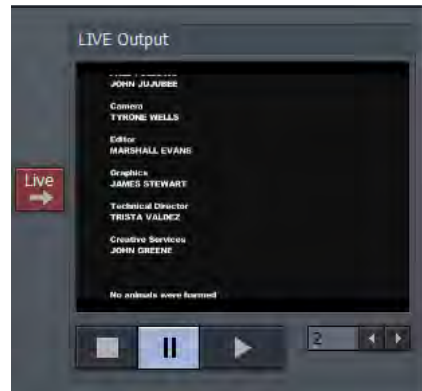 LIVE Output
JOHN JUJUBEE
Camera
TYRONE WELLS
Editor
MARSHALL EVANS
Graphics
JAMES STEWART
Technical Director
TRISTA VALDEZ
Creative Services
JOHN GREENE
No animals were harmed
Live
2